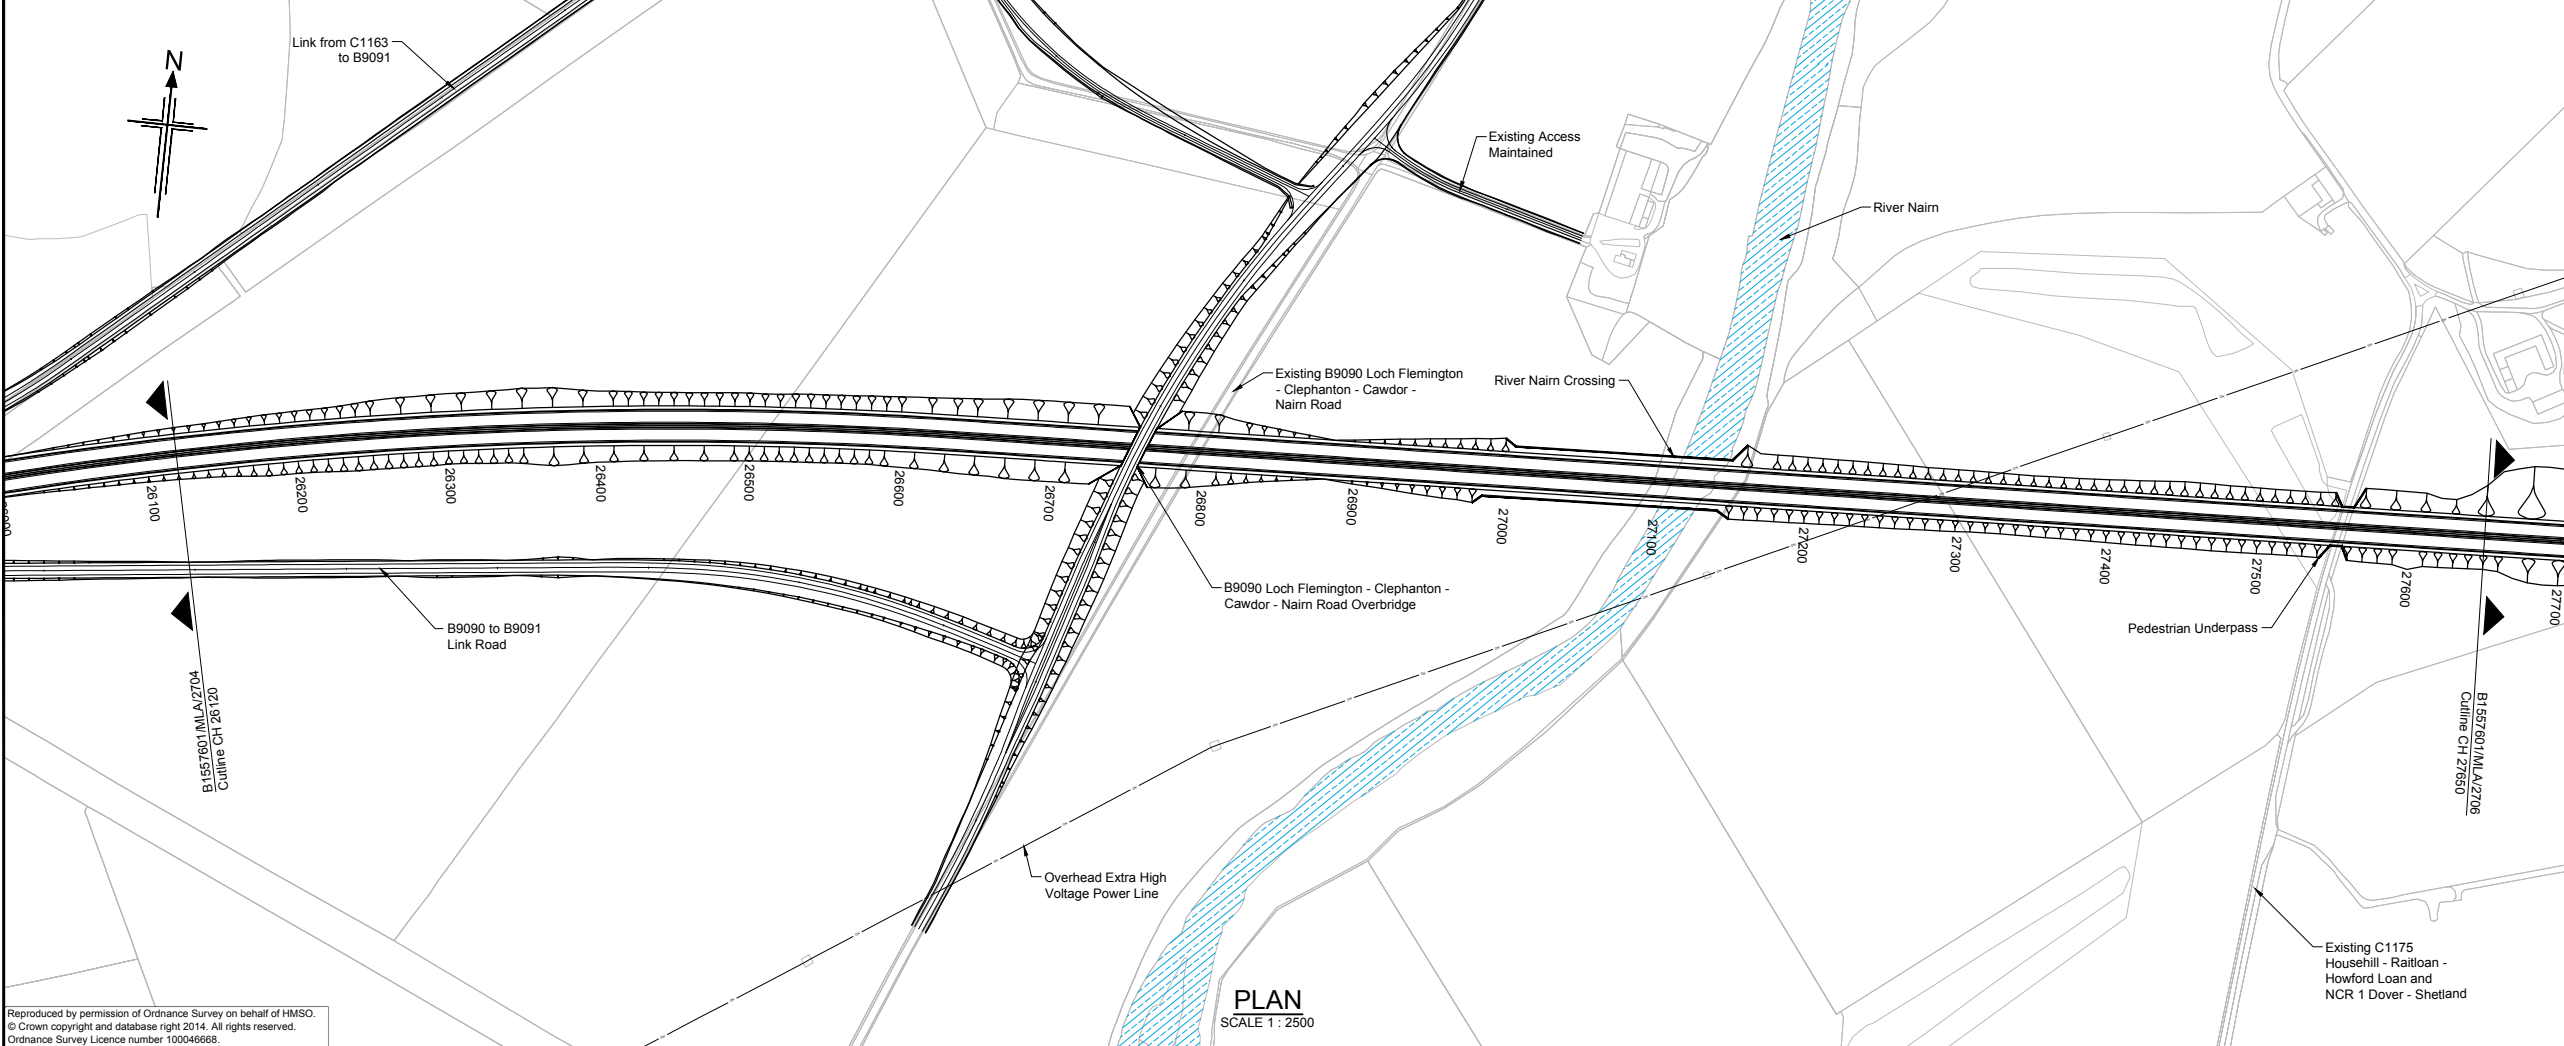 Link from C1163
to B9091
N
Existing Access
Maintained
River Nairn
Existing B9090 Loch Flemington
- Clephanton - Cawdor -
Nairn Road
River Nairn Crossing
26100
26200
26300
26400
26500
26600
26700
26800
26900
27000
27100
27200
27300
27400
27500
27600
27700
B9090 Loch Flemington - Clephanton -
Cawdor - Nairn Road Overbridge
B9090 to B9091
Link Road
Pedestrian Underpass
B1557601/MLA/2704
Cutline CH 26120
B1557601/MLA/2706
Cutline CH 27650
Overhead Extra High
Voltage Power Line
Existing C1175
Househill - Raitloan -
Howford Loan and
NCR 1 Dover - Shetland
PLAN
SCALE 1 : 2500
Reproduced by permission of Ordnance Survey on behalf of HMSO.
© Crown copyright and database right 2014. All rights reserved.
Ordnance Survey Licence number 100046668.